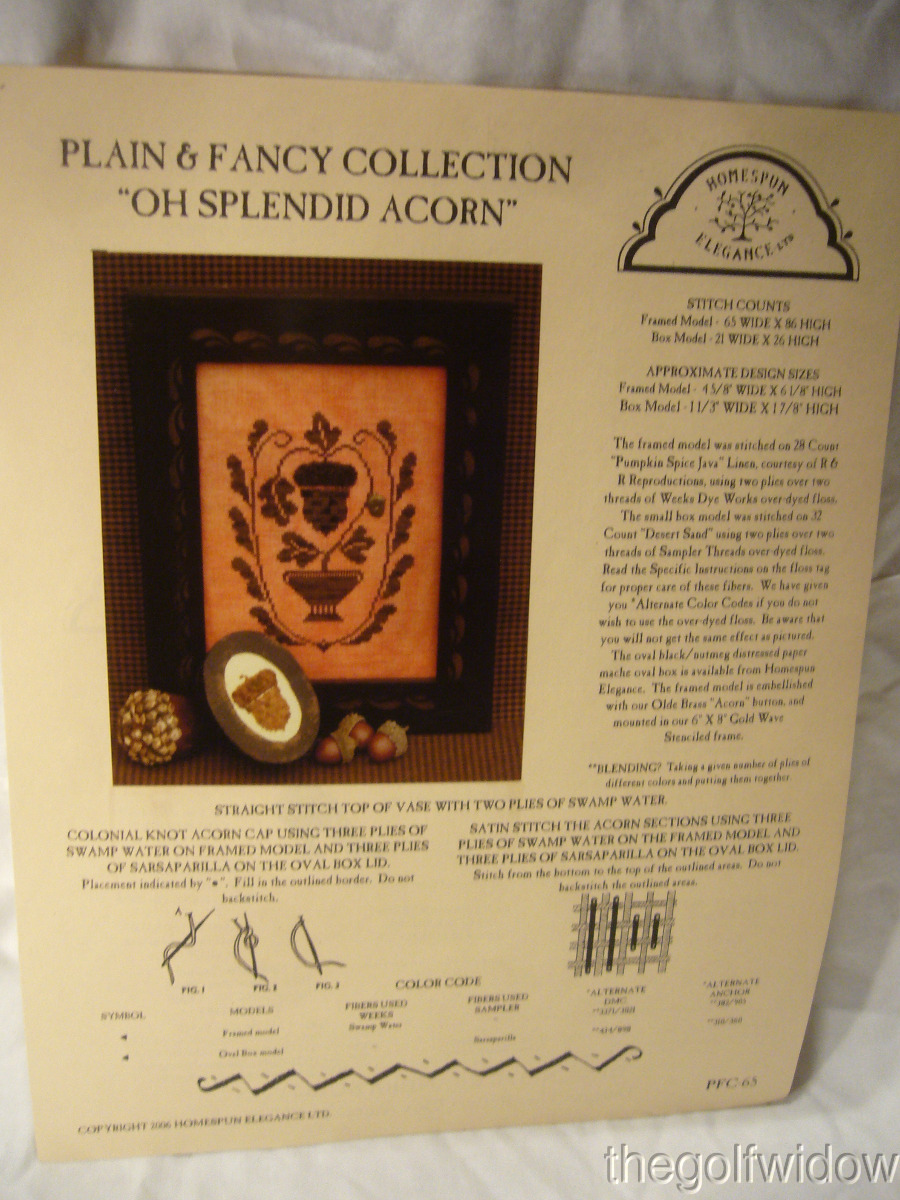 PLAIN & FANCY COLLECTION
"OH SPLENDID ACORN"
HOMESPUN
ELEGANCE LTD
STITCH COUNTS
Framed Model - 65 WIDE X 86 HIGH
Box Model - 21 WIDE X 26 HIGH
APPROXIMATE DESIGN SIZES
Framed Model - 4 5/8" WIDE X 6 1/8" HIGH
Box Model - 1 1/3" WIDE X 1 7/8" HIGH
The framed model was stitched on 28 Count
"Pumpkin Spice Java" Linen, courtesy of R &
R Reproductions, using two plies over two
threads of Weeks Dye Works over-dyed floss.
The small box model was stitched on 32
Count "Desert Sand" using two plies over two
threads of Sampler Threads over-dyed floss.
Read the Specific Instructions on the floss tag
for proper care of these fibers. We have given
you *Alternate Color Codes if you do not
wish to use the over-dyed floss. Be aware that
you will not get the same effect as pictured.
The oval black/nutmeg distressed paper
mache oval box is available from Homespun
Elegance. The framed model is embellished
with our Olde Brass "Acorn" button, and
mounted in our 6" X 8" Gold Wave
Stenciled frame.
**BLENDING? Taking a given number of plies of
different colors and putting them together.
STRAIGHT STITCH TOP OF VASE WITH TWO PLIES OF SWAMP WATER.
COLONIAL KNOT ACORN CAP USING THREE PLIES OF
SWAMP WATER ON FRAMED MODEL AND THREE PLIES
OF SARSAPARILLA ON THE OVAL BOX LID.
Placement indicated by "●". Fill in the outlined border. Do not
backstitch.
SATIN STITCH THE ACORN SECTIONS USING THREE
PLIES OF SWAMP WATER ON THE FRAMED MODEL AND
THREE PLIES OF SARSAPARILLA ON THE OVAL BOX LID.
Stitch from the bottom to the top of the outlined areas. Do not
backstitch the outlined areas.
A
FIG. 1 FIG. 2 FIG. 3
COLOR CODE
SYMBOL MODELS FIBERS USED WEEKS FIBERS USED SAMPLER *ALTERNATE DMC *ALTERNATE ANCHOR
Framed model Swamp Water
Oval Box model Sarsaparilla
PFC-65
COPYRIGHT 2006 HOMESPUN ELEGANCE LTD.
thegolfwidow